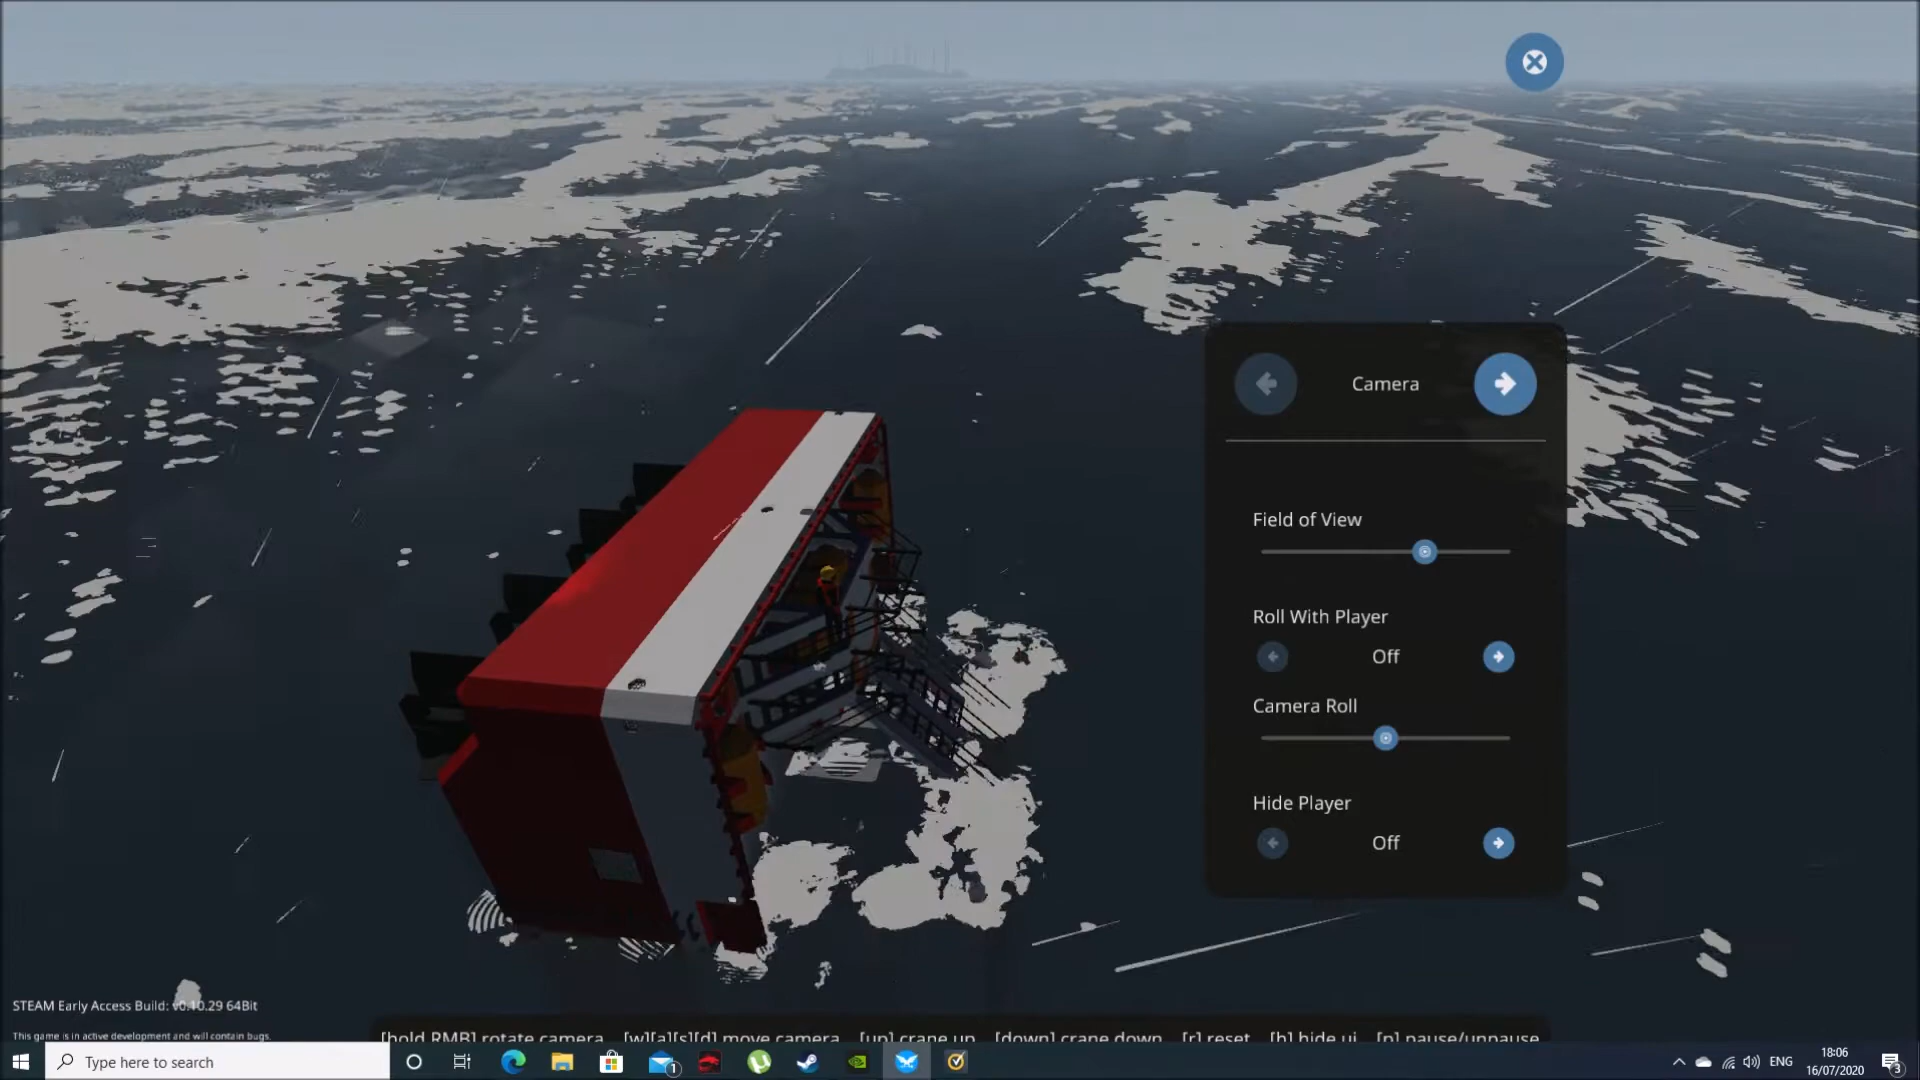 Camera
Field of View
Roll With Player
Off
Camera Roll
Hide Player
Off
STEAM Early Access Build: v0.10.29 64Bit
This game is in active development and will contain bugs.
[hold RMB] rotate camera [w][a][s][d] move camera [up] crane up [down] crane down [r] reset [h] hide ui [p] pause/unpause
Type here to search
1
ENG
18:06
16/07/2020
3